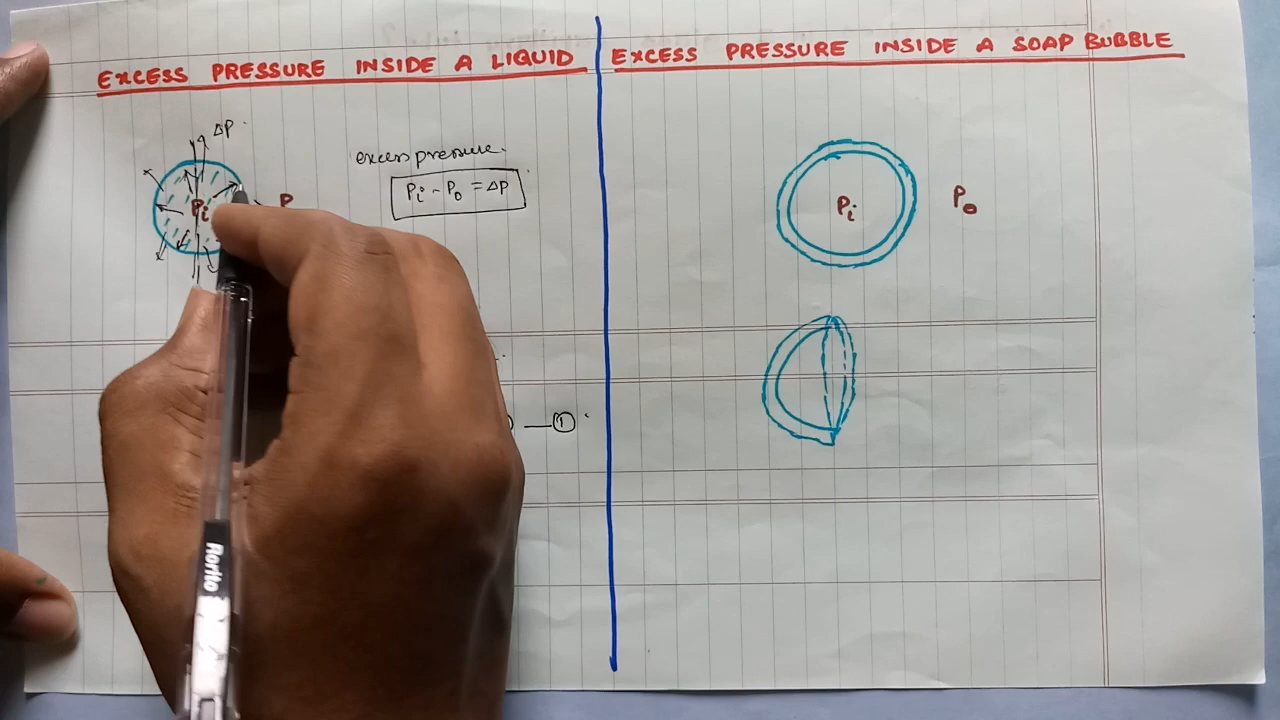 EXCESS PRESSURE INSIDE A LIQUID
ΔP
excess pressure.
Pi - Po = ΔP
Pi
P
— ①
Rorito
EXCESS PRESSURE INSIDE A SOAP BUBBLE
Pi
Po